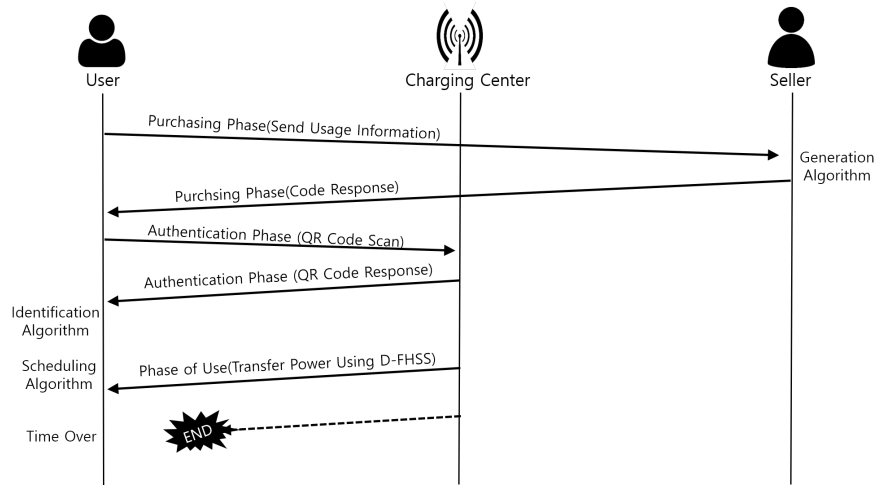 User
Charging Center
Seller
Purchasing Phase(Send Usage Information)
Generation
Algorithm
Purchsing Phase(Code Response)
Authentication Phase (QR Code Scan)
Authentication Phase (QR Code Response)
Identification
Algorithm
Scheduling
Algorithm
Phase of Use(Transfer Power Using D-FHSS)
Time Over
END